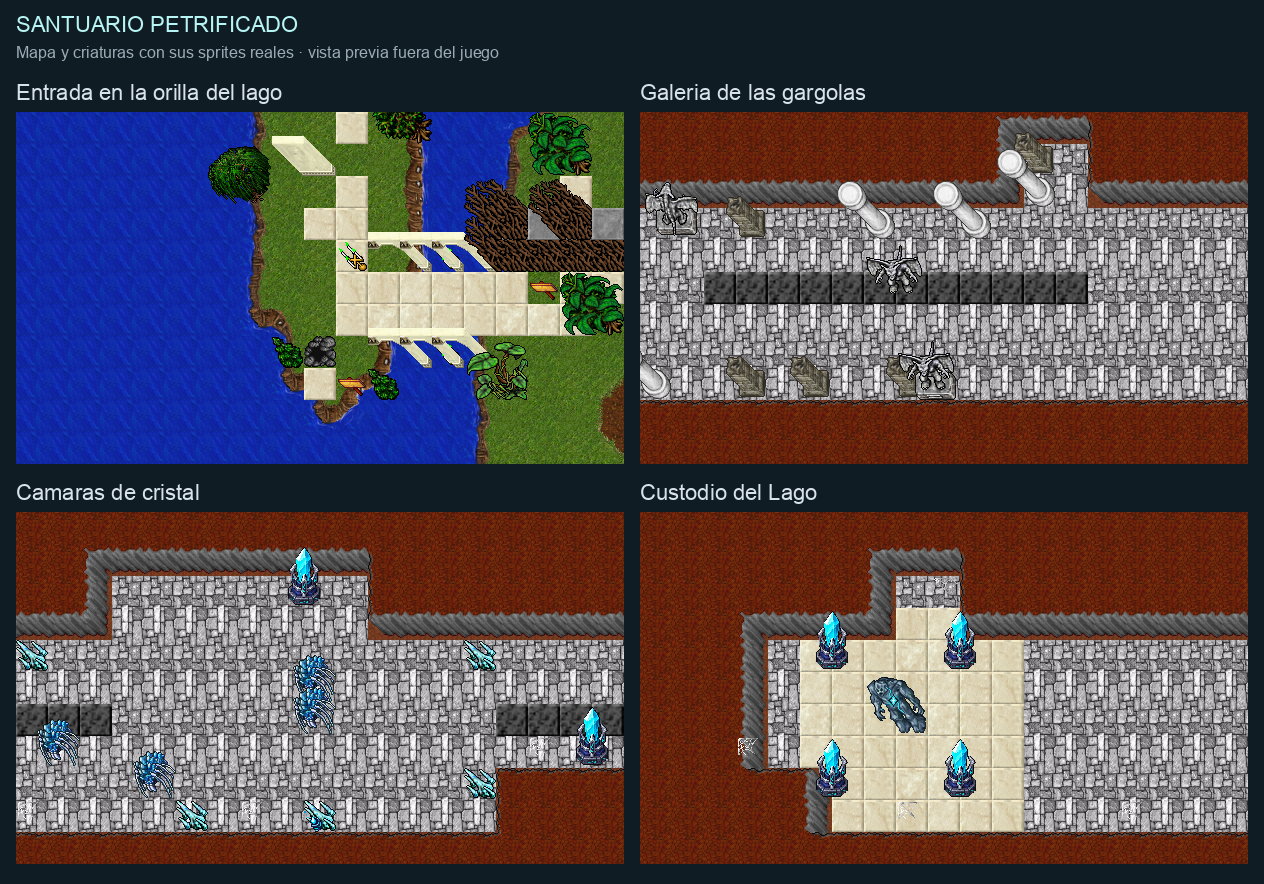 SANTUARIO PETRIFICADO
Mapa y criaturas con sus sprites reales · vista previa fuera del juego
Entrada en la orilla del lago
Galeria de las gargolas
Camaras de cristal
Custodio del Lago